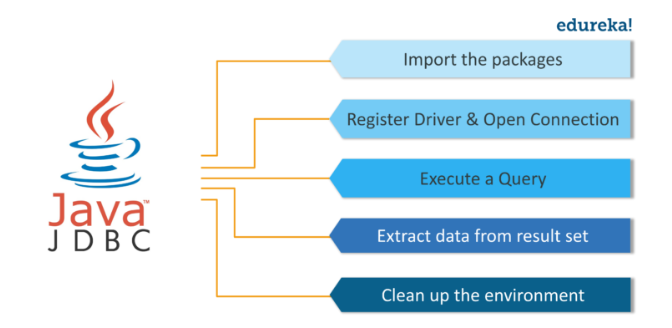 edureka!
Import the packages
Register Driver & Open Connection
Execute a Query
Extract data from result set
Clean up the environment
Java™
JDBC